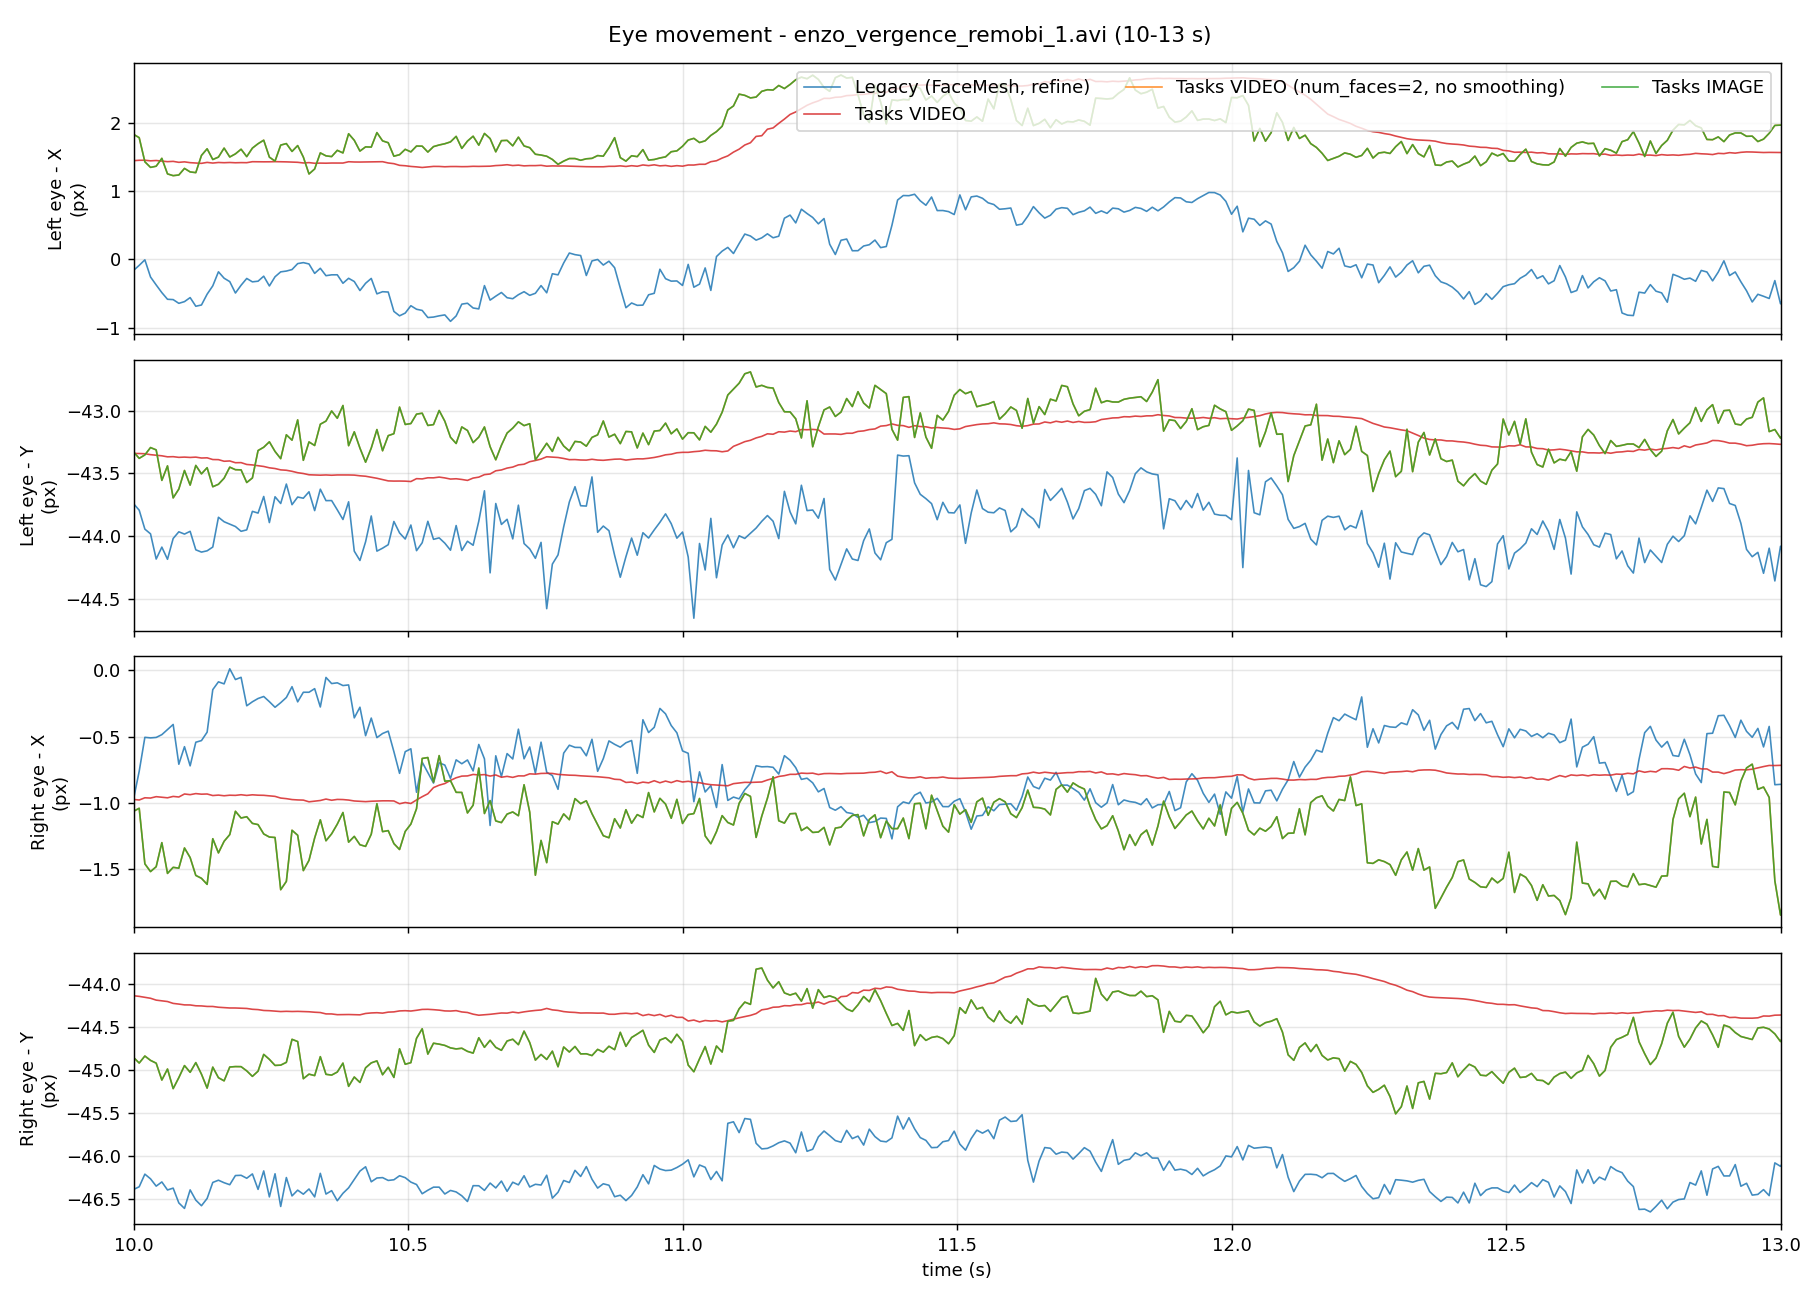 Eye movement - enzo_vergence_remobi_1.avi (10-13 s)
Legacy (FaceMesh, refine)
Tasks VIDEO
Tasks VIDEO (num_faces=2, no smoothing)
Tasks IMAGE
Left eye - X
(px)
2
1
0
−1
Left eye - Y
(px)
−43.0
−43.5
−44.0
−44.5
Right eye - X
(px)
0.0
−0.5
−1.0
−1.5
Right eye - Y
(px)
−44.0
−44.5
−45.0
−45.5
−46.0
−46.5
10.0 10.5 11.0 11.5 12.0 12.5 13.0
time (s)